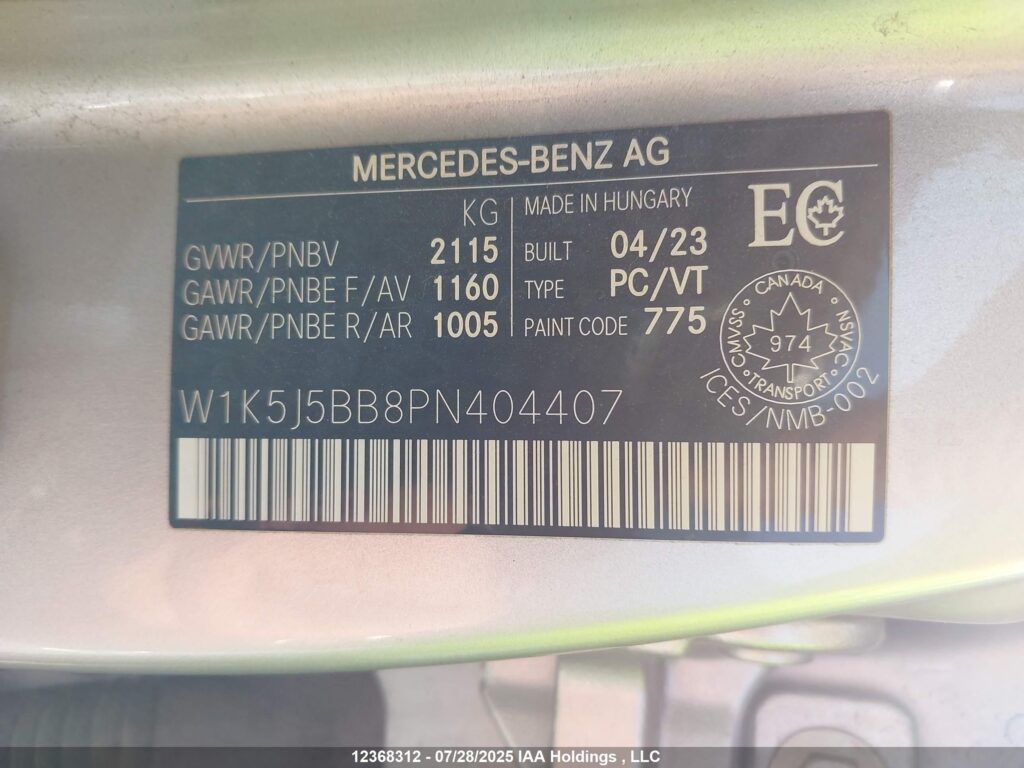 MERCEDES-BENZ AG
KG
GVWR/PNBV 2115
GAWR/PNBE F/AV 1160
GAWR/PNBE R/AR 1005
MADE IN HUNGARY
BUILT 04/23
TYPE PC/VT
PAINT CODE 775
EC
CANADA
CMVSS NSVAC
974
TRANSPORT
ICES/NMB-002
W1K5J5BB8PN404407
12368312 - 07/28/2025 IAA Holdings , LLC